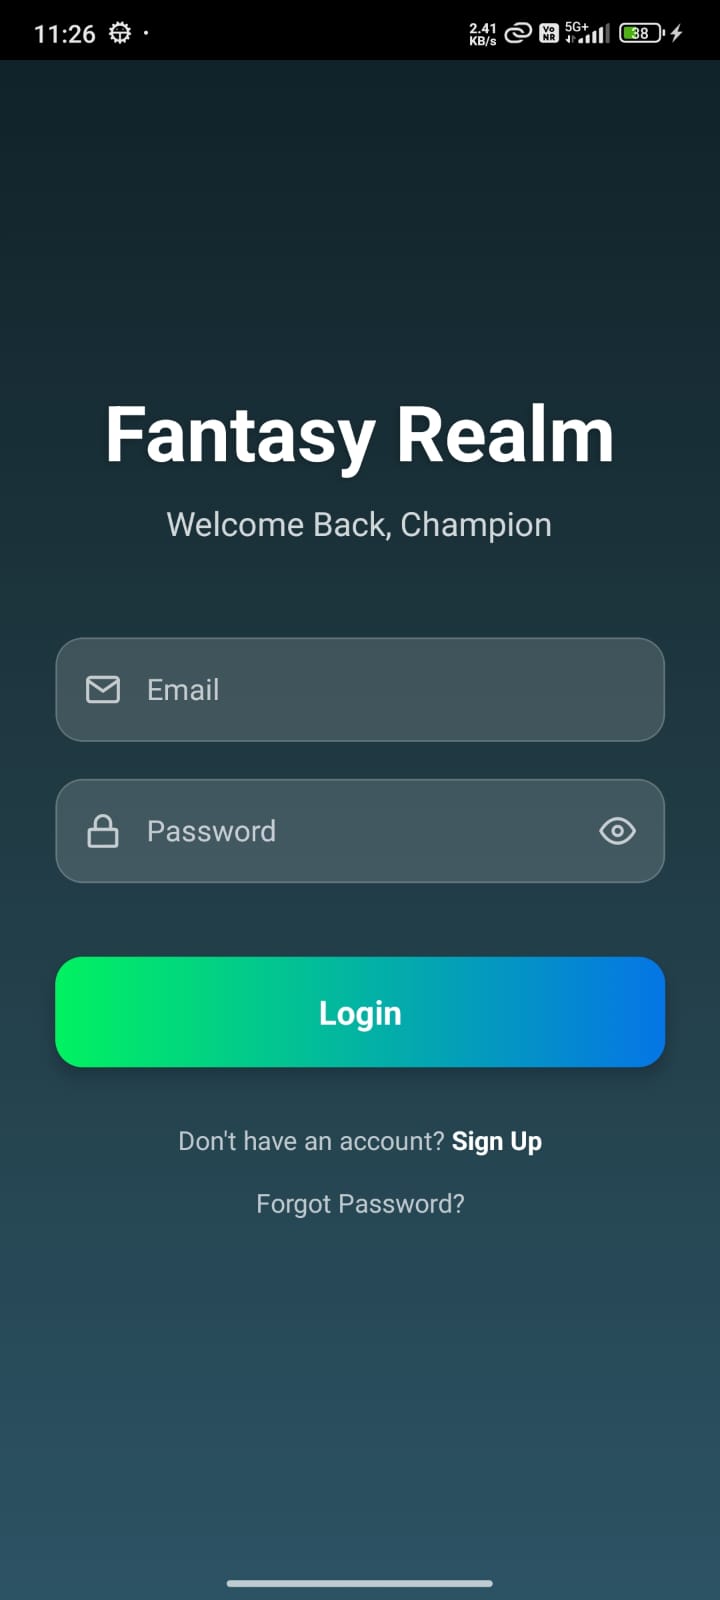 11:26
2.41
KB/s
Vo
NR
5G+
38
Fantasy Realm
Welcome Back, Champion
Email
Password
Login
Don't have an account? Sign Up
Forgot Password?